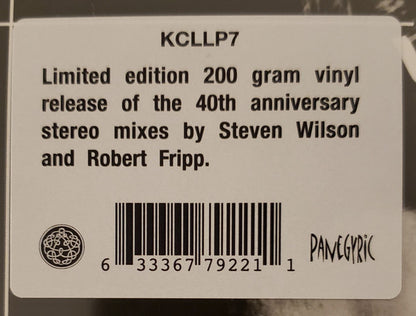 KCLLP7
Limited edition 200 gram vinyl
release of the 40th anniversary
stereo mixes by Steven Wilson
and Robert Fripp.
6 33367 79221 1
PANEGYRIC